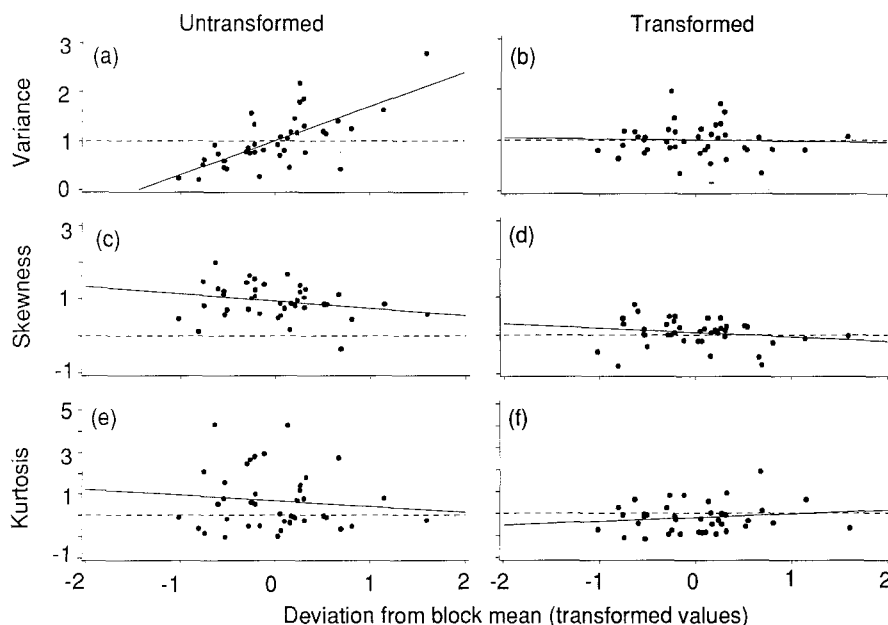 Untransformed Transformed
3 (a) (b)
2
Variance
1
0
3 (c) (d)
1
Skewness
-1
5 (e) (f)
3
Kurtosis
1
-1
-2 -1 0 1 2 -2 -1 0 1 2
Deviation from block mean (transformed values)